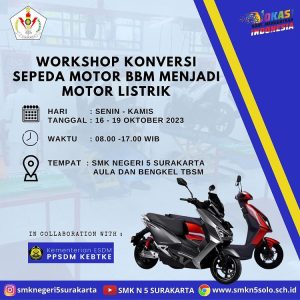 VOKASI
INDONESIA
WORKSHOP KONVERSI
SEPEDA MOTOR BBM MENJADI
MOTOR LISTRIK
HARI : SENIN - KAMIS
TANGGAL : 16 - 19 OKTOBER 2023
WAKTU : 08.00 -17.00 WIB
TEMPAT : SMK NEGERI 5 SURAKARTA
AULA DAN BENGKEL TBSM
IN COLLABORATION WITH :
Kementerian ESDM
PPSDM KEBTKE
smknegeri5surakarta
SMK N 5 SURAKARTA
www.smkn5solo.sch.id